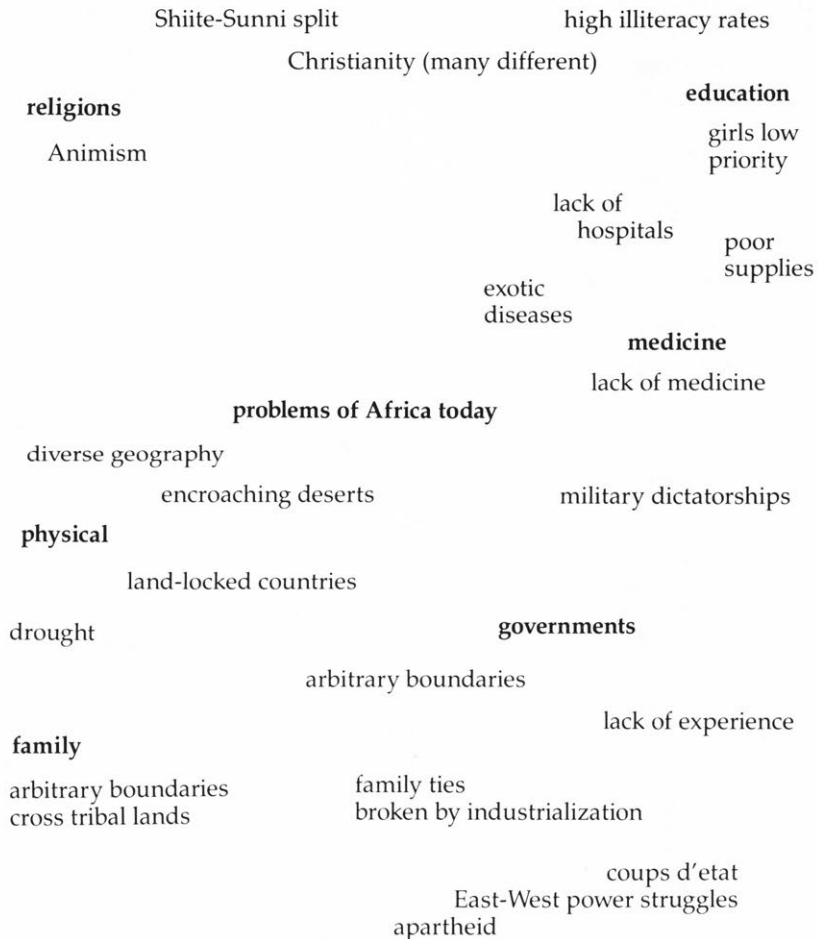 Shiite-Sunni split
high illiteracy rates
Christianity (many different)
education
religions
girls low
priority
Animism
lack of
hospitals
poor
supplies
exotic
diseases
medicine
lack of medicine
problems of Africa today
diverse geography
encroaching deserts
military dictatorships
physical
land-locked countries
drought
governments
arbitrary boundaries
lack of experience
family
arbitrary boundaries
cross tribal lands
family ties
broken by industrialization
coups d'etat
East-West power struggles
apartheid